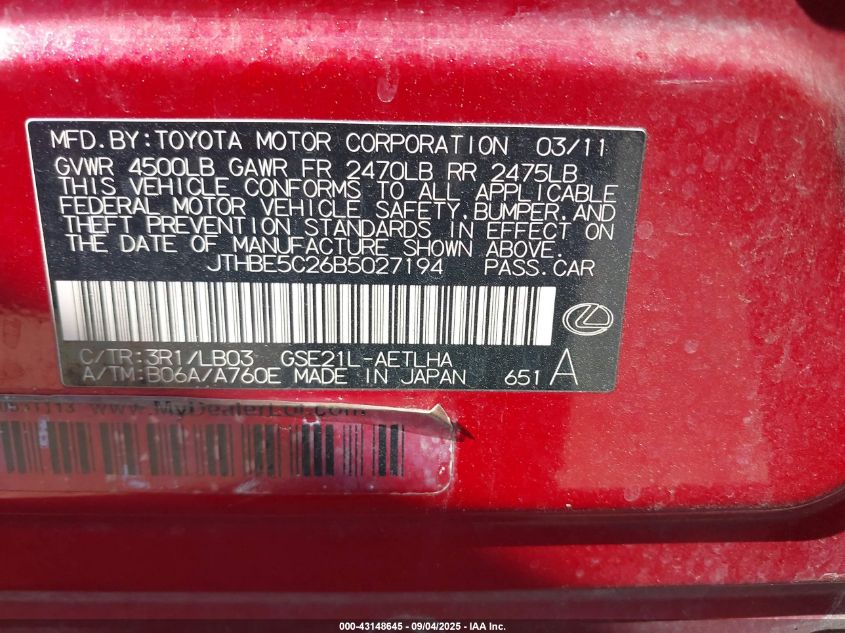 MFD.BY:TOYOTA MOTOR CORPORATION 03/11
GVWR 4500LB GAWR FR 2470LB RR 2475LB
THIS VEHICLE CONFORMS TO ALL APPLICABLE
FEDERAL MOTOR VEHICLE SAFETY,BUMPER,AND
THEFT PREVENTION STANDARDS IN EFFECT ON
THE DATE OF MANUFACTURE SHOWN ABOVE.
JTHBE5C26B5027194 PASS.CAR
C/TR:3R1/LB03 GSE21L-AETLHA
A/TM:B06A/A760E MADE IN JAPAN 651 A
www.MyDealerLot.com
000-43148645 - 09/04/2025 - IAA Inc.